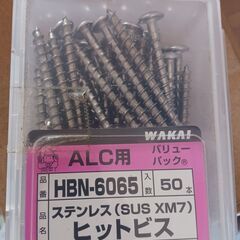 WAKAI
ALC用
バリュー
パック®
品番 HBN-6065 入数 50本
品名 ステンレス(SUS XM7)
ヒットビス